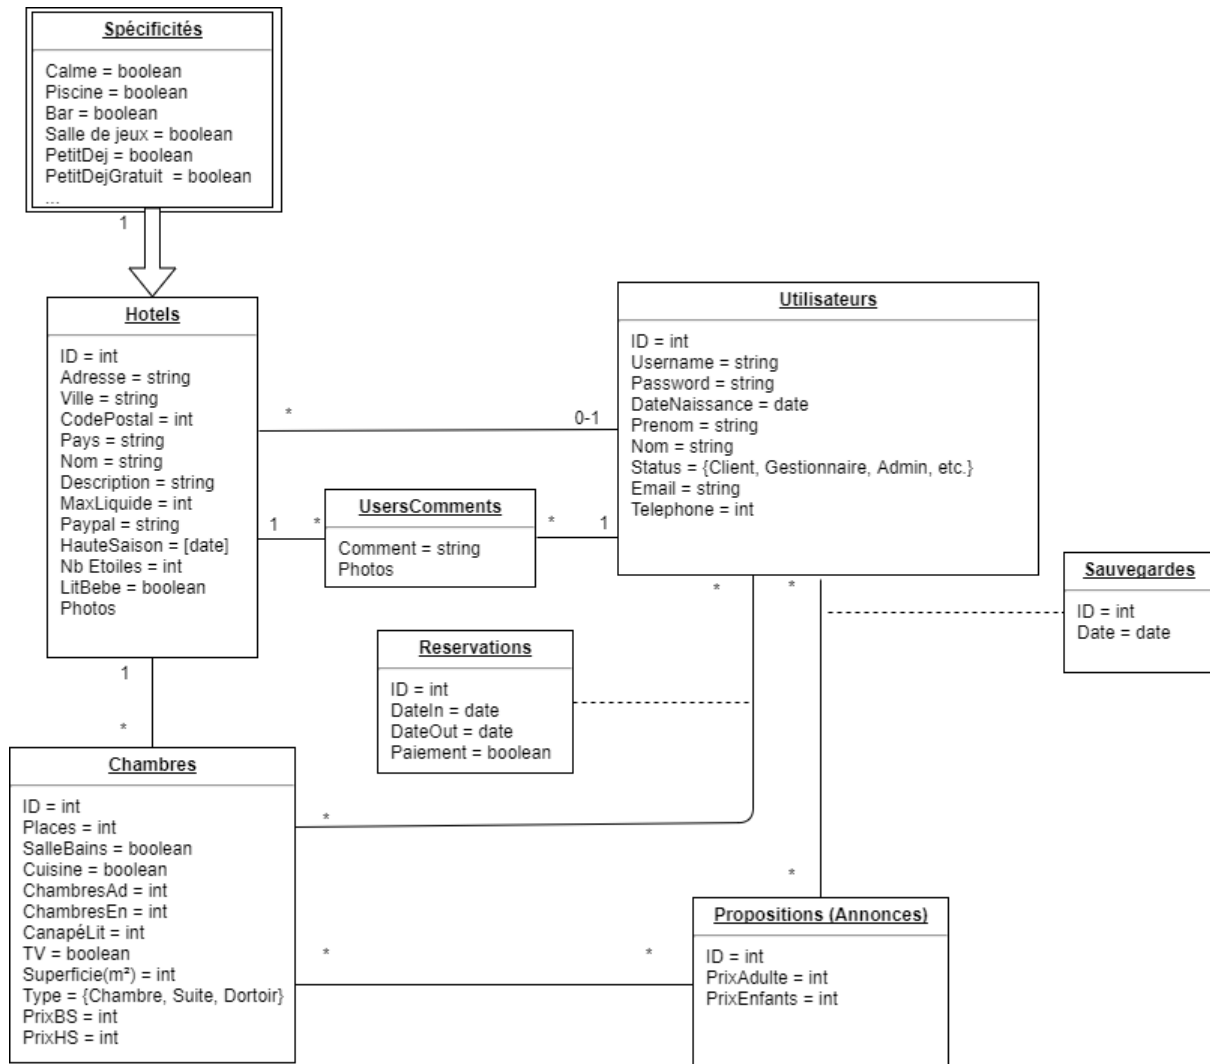 Spécificités
Calme = boolean
Piscine = boolean
Bar = boolean
Salle de jeux = boolean
PetitDej = boolean
PetitDejGratuit = boolean
...
1
Hotels
ID = int
Adresse = string
Ville = string
CodePostal = int
Pays = string
Nom = string
Description = string
MaxLiquide = int
Paypal = string
HauteSaison = [date]
Nb Etoiles = int
LitBebe = boolean
Photos
*
0-1
Utilisateurs
ID = int
Username = string
Password = string
DateNaissance = date
Prenom = string
Nom = string
Status = {Client, Gestionnaire, Admin, etc.}
Email = string
Telephone = int
1
*
UsersComments
Comment = string
Photos
*
1
*
*
Sauvegardes
ID = int
Date = date
Reservations
ID = int
DateIn = date
DateOut = date
Paiement = boolean
1
*
Chambres
ID = int
Places = int
SalleBains = boolean
Cuisine = boolean
ChambresAd = int
ChambresEn = int
CanapéLit = int
TV = boolean
Superficie(m²) = int
Type = {Chambre, Suite, Dortoir}
PrixBS = int
PrixHS = int
*
*
*
*
Propositions (Annonces)
ID = int
PrixAdulte = int
PrixEnfants = int